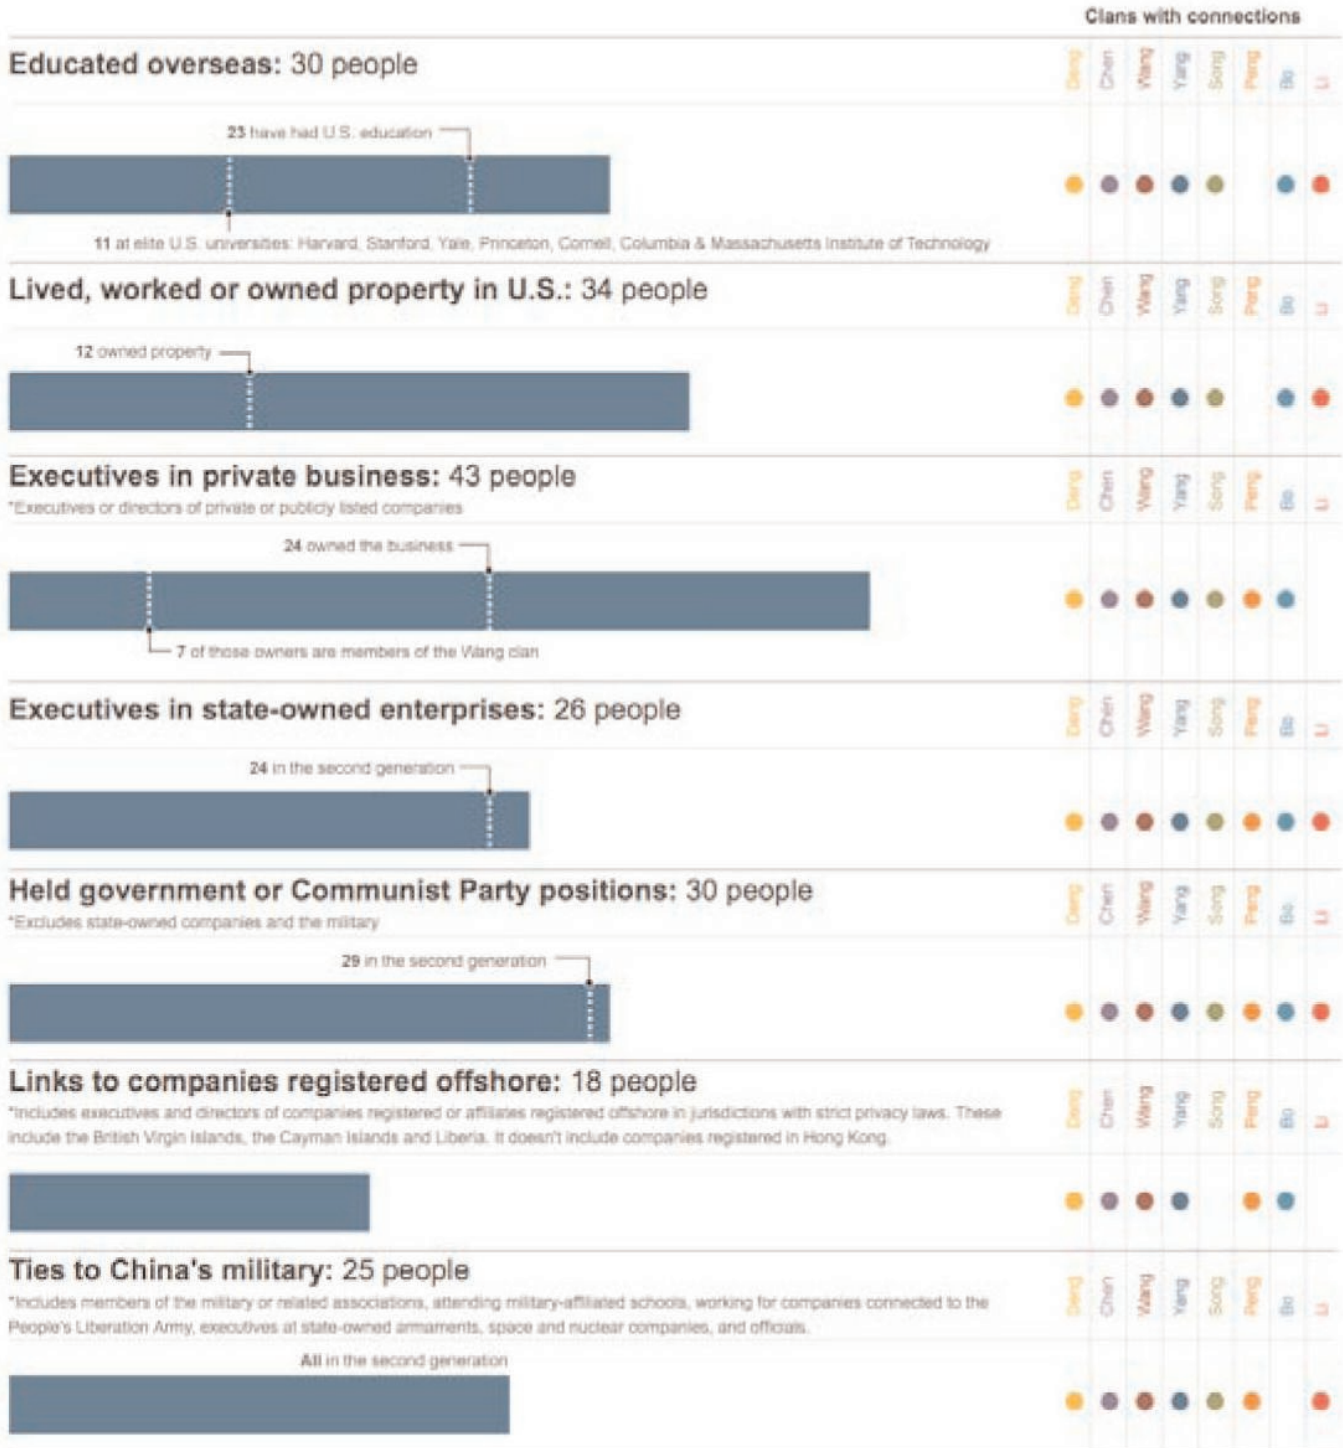 Clans with connections
Educated overseas: 30 people
Deng Chen Wang Yang Song Peng Bo Li
23 have had U.S. education
11 at elite U.S. universities: Harvard, Stanford, Yale, Princeton, Cornell, Columbia & Massachusetts Institute of Technology
Lived, worked or owned property in U.S.: 34 people
Deng Chen Wang Yang Song Peng Bo Li
12 owned property
Executives in private business: 43 people
*Executives or directors of private or publicly listed companies
Deng Chen Wang Yang Song Peng Bo Li
24 owned the business
7 of those owners are members of the Wang clan
Executives in state-owned enterprises: 26 people
Deng Chen Wang Yang Song Peng Bo Li
24 in the second generation
Held government or Communist Party positions: 30 people
*Excludes state-owned companies and the military
Deng Chen Wang Yang Song Peng Bo Li
29 in the second generation
Links to companies registered offshore: 18 people
*Includes executives and directors of companies registered or affiliates registered offshore in jurisdictions with strict privacy laws. These
include the British Virgin Islands, the Cayman Islands and Liberia. It doesn't include companies registered in Hong Kong.
Deng Chen Wang Yang Song Peng Bo Li
Ties to China's military: 25 people
*Includes members of the military or related associations, attending military-affiliated schools, working for companies connected to the
People's Liberation Army, executives at state-owned armaments, space and nuclear companies, and officials.
Deng Chen Wang Yang Song Peng Bo Li
All in the second generation